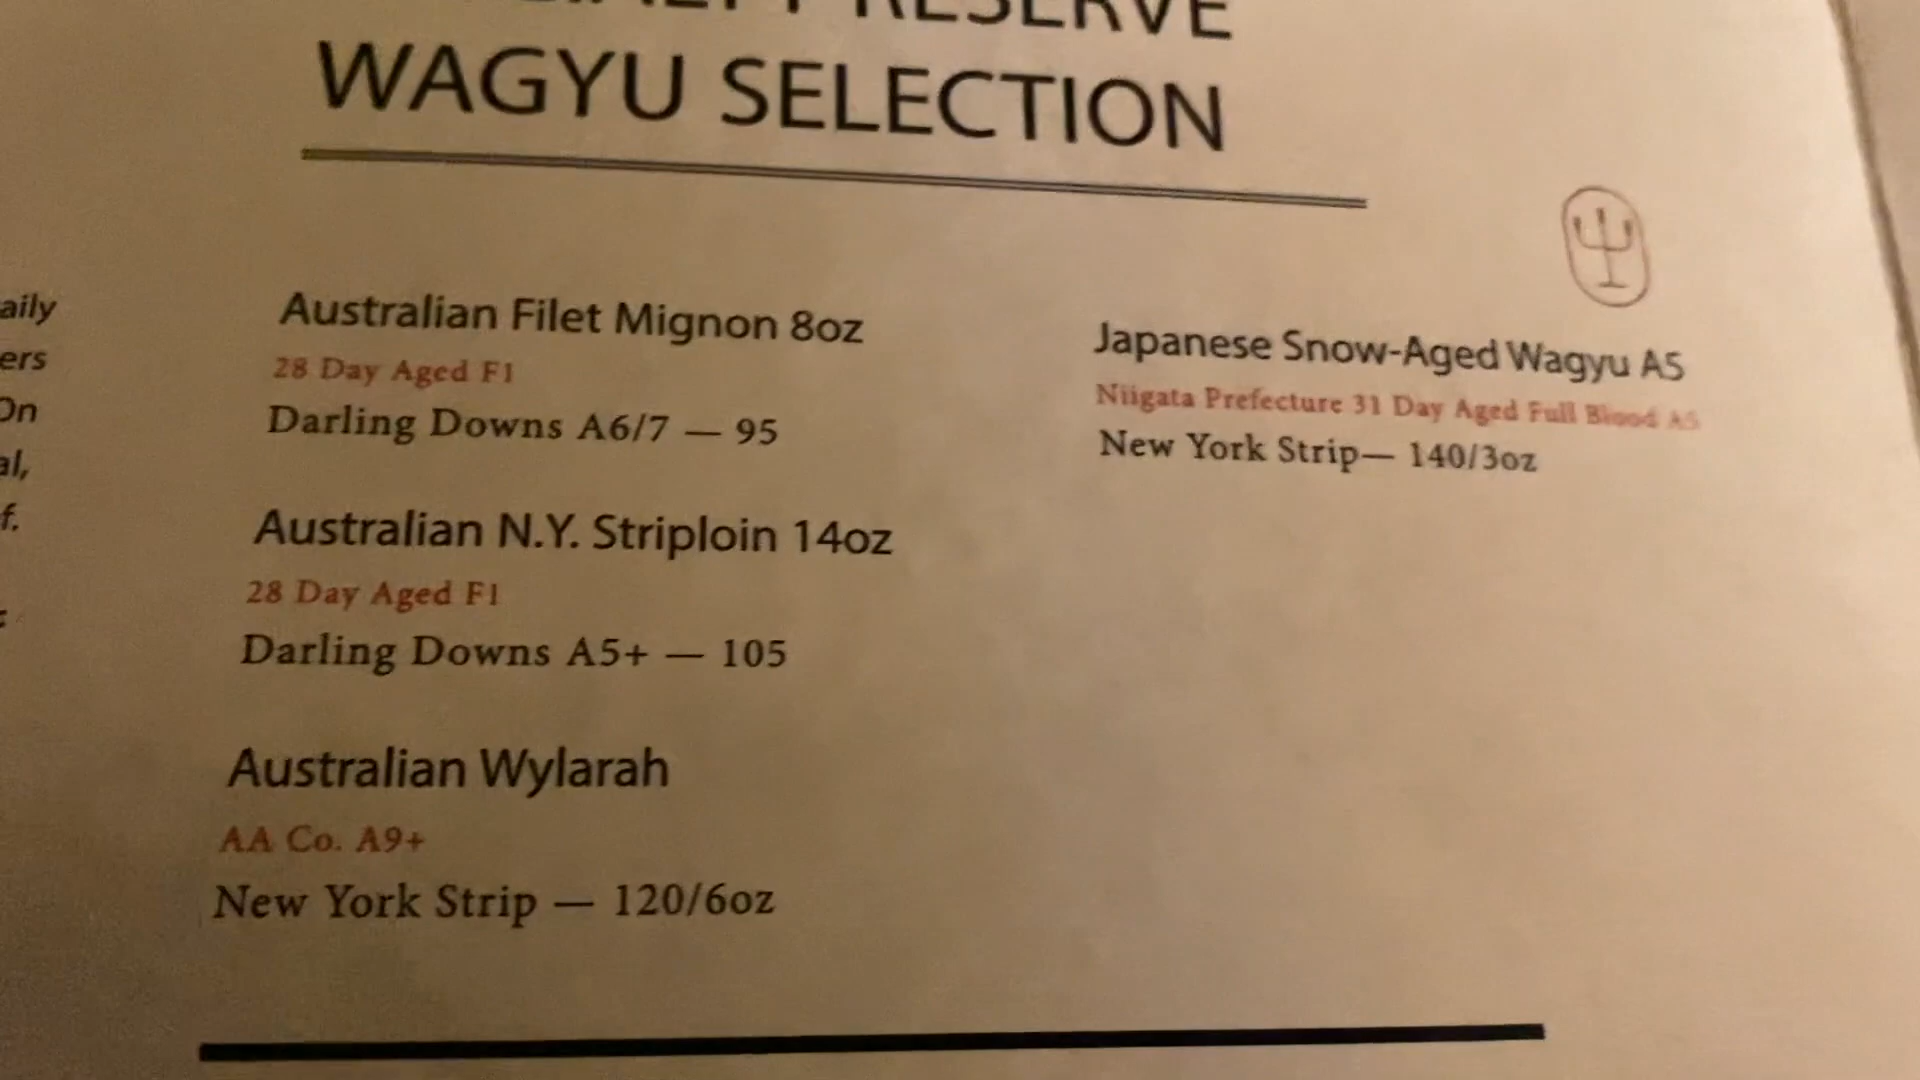 RESERVE
WAGYU SELECTION
aily
ers
On
al,
f.
Australian Filet Mignon 8oz
28 Day Aged F1
Darling Downs A6/7 — 95
Australian N.Y. Striploin 14oz
28 Day Aged F1
Darling Downs A5+ — 105
Australian Wylarah
AA Co. A9+
New York Strip — 120/6oz
Japanese Snow-Aged Wagyu A5
Niigata Prefecture 31 Day Aged Full Blood A5
New York Strip— 140/3oz